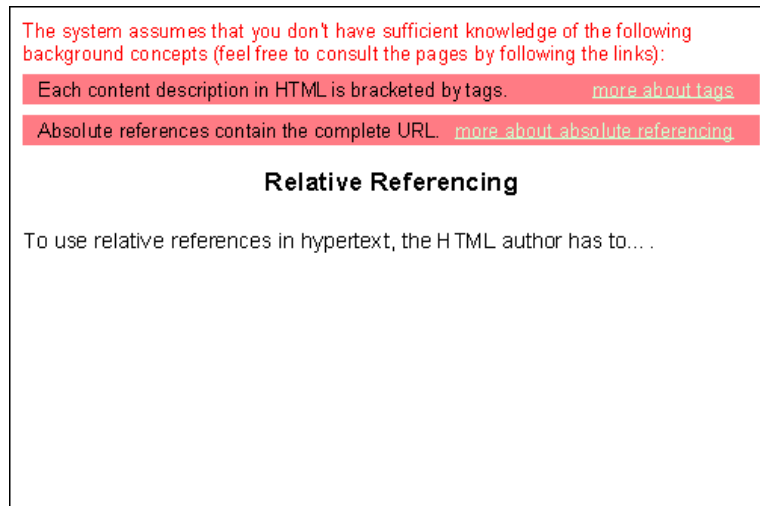 The system assumes that you don't have sufficient knowledge of the following
background concepts (feel free to consult the pages by following the links):
Each content description in HTML is bracketed by tags. more about tags
Absolute references contain the complete URL. more about absolute referencing
Relative Referencing
To use relative references in hypertext, the HTML author has to... .